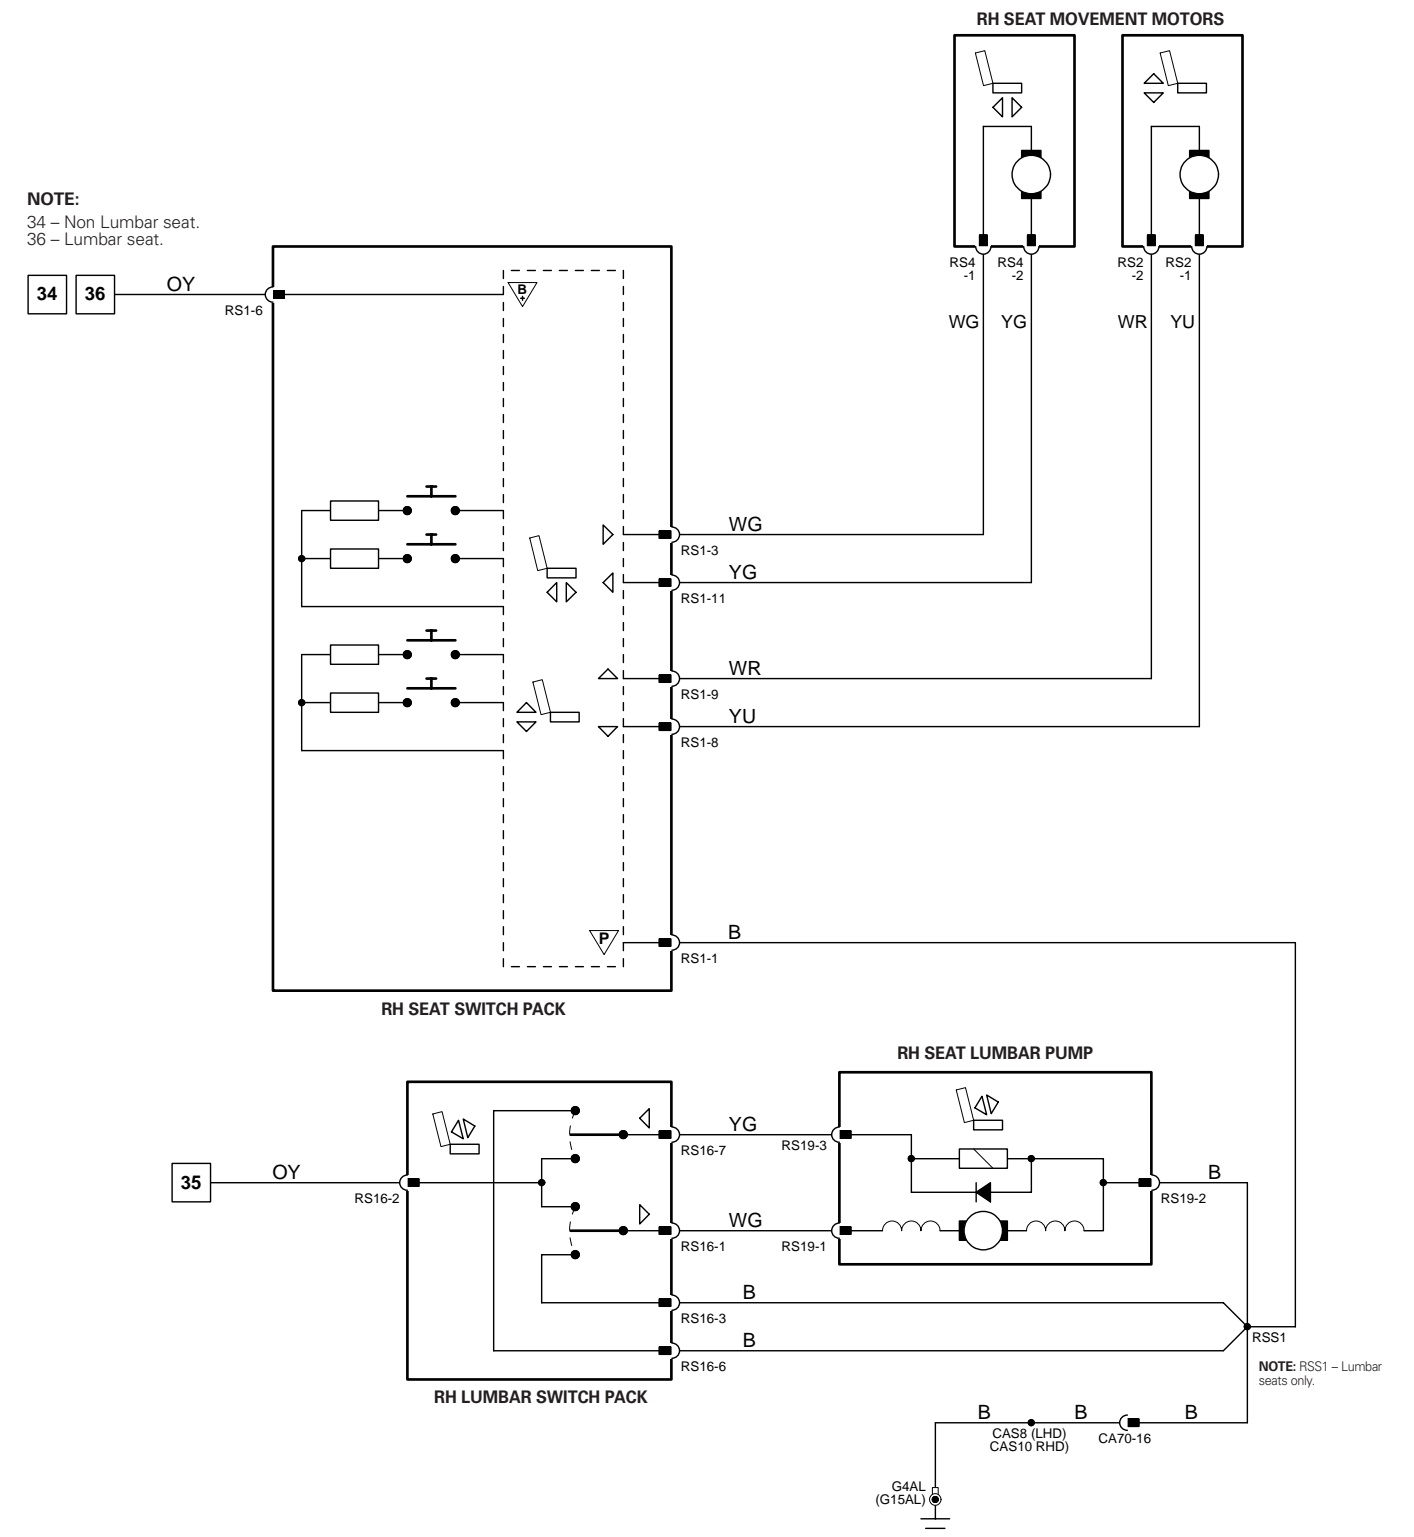 RH SEAT MOVEMENT MOTORS
NOTE:
34 – Non Lumbar seat.
36 – Lumbar seat.
34
36
OY
RS1-6
B
+
RS4
-1
RS4
-2
RS2
-2
RS2
-1
WG
YG
WR
YU
WG
RS1-3
YG
RS1-11
WR
RS1-9
YU
RS1-8
P
B
RS1-1
RH SEAT SWITCH PACK
RH SEAT LUMBAR PUMP
35
OY
RS16-2
YG
RS16-7
RS19-3
WG
RS16-1
RS19-1
B
RS19-2
B
RS16-3
B
RS16-6
RSS1
NOTE: RSS1 – Lumbar
seats only.
RH LUMBAR SWITCH PACK
B
B
B
CAS8 (LHD)
CAS10 RHD)
CA70-16
G4AL
(G15AL)